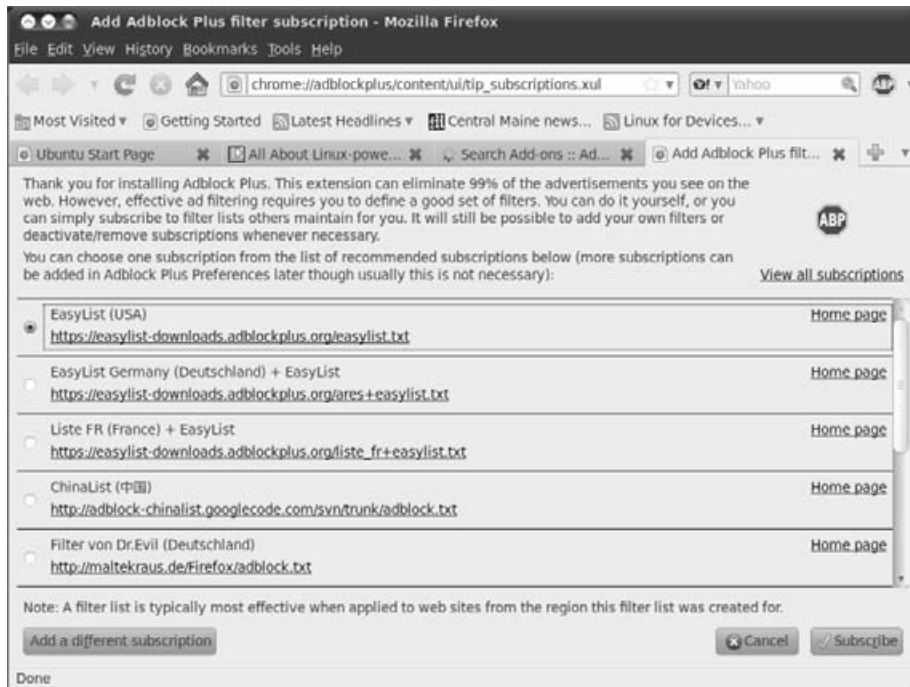 Add Adblock Plus filter subscription - Mozilla Firefox
File Edit View History Bookmarks Tools Help
chrome://adblockplus/content/ui/tip_subscriptions.xul
Yahoo
ABP
Most Visited
Getting Started
Latest Headlines
Central Maine news...
Linux for Devices...
Ubuntu Start Page
All About Linux-powe...
Search Add-ons :: Ad...
Add Adblock Plus filt...
Thank you for installing Adblock Plus. This extension can eliminate 99% of the advertisements you see on the
web. However, effective ad filtering requires you to define a good set of filters. You can do it yourself, or you
can simply subscribe to filter lists others maintain for you. It will still be possible to add your own filters or
deactivate/remove subscriptions whenever necessary.
ABP
You can choose one subscription from the list of recommended subscriptions below (more subscriptions can
be added in Adblock Plus Preferences later though usually this is not necessary):
View all subscriptions
EasyList (USA)
Home page
https://easylist-downloads.adblockplus.org/easylist.txt
EasyList Germany (Deutschland) + EasyList
Home page
https://easylist-downloads.adblockplus.org/ares+easylist.txt
Liste FR (France) + EasyList
Home page
https://easylist-downloads.adblockplus.org/liste_fr+easylist.txt
ChinaList (中国)
Home page
http://adblock-chinalist.googlecode.com/svn/trunk/adblock.txt
Filter von Dr.Evil (Deutschland)
Home page
http://maltekraus.de/Firefox/adblock.txt
Note: A filter list is typically most effective when applied to web sites from the region this filter list was created for.
Add a different subscription
Cancel
Subscribe
Done